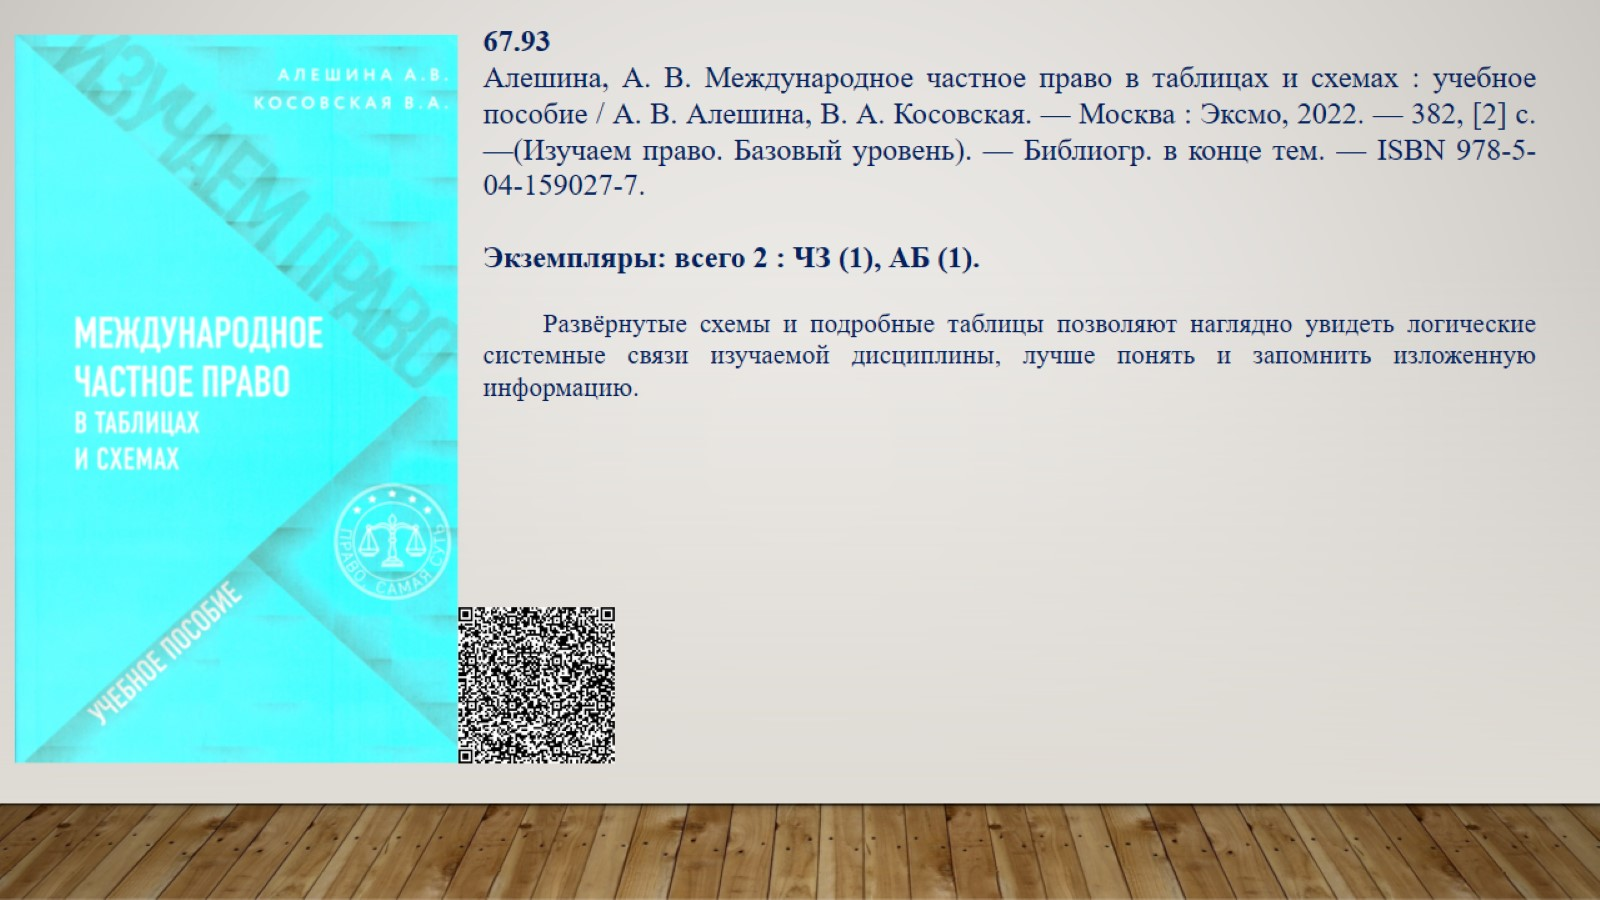 ИЗУЧАЕМ ПРАВО
АЛЕШИНА А.В.
КОСОВСКАЯ В.А.
МЕЖДУНАРОДНОЕ
ЧАСТНОЕ ПРАВО
В ТАБЛИЦАХ
И СХЕМАХ
ПРАВО. САМАЯ СУТЬ
УЧЕБНОЕ ПОСОБИЕ
67.93
Алешина, А. В. Международное частное право в таблицах и схемах : учебное
пособие / А. В. Алешина, В. А. Косовская. — Москва : Эксмо, 2022. — 382, [2] с.
—(Изучаем право. Базовый уровень). — Библиогр. в конце тем. — ISBN 978-5-
04-159027-7.
Экземпляры: всего 2 : ЧЗ (1), АБ (1).
Развёрнутые схемы и подробные таблицы позволяют наглядно увидеть логические
системные связи изучаемой дисциплины, лучше понять и запомнить изложенную
информацию.